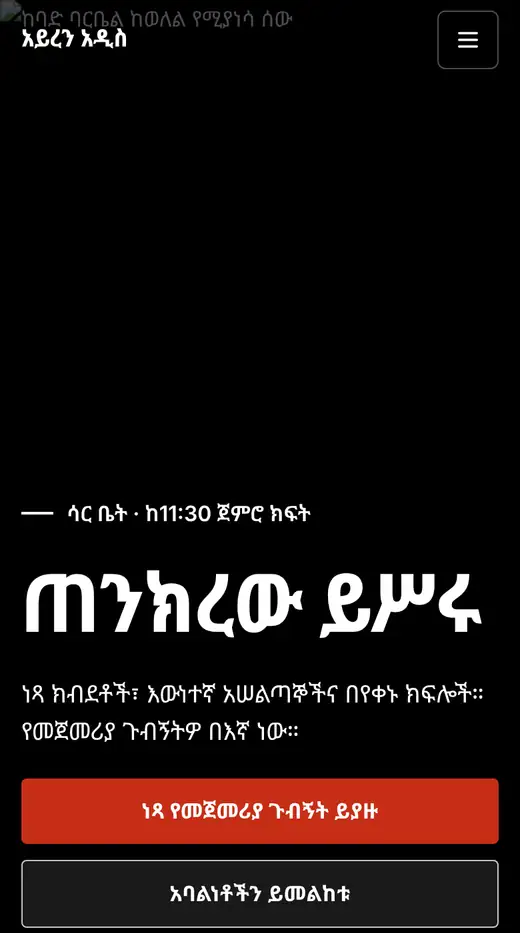 ከባድ ባርቤል ከወለል የሚያነሳ ሰው
አይረን አዲስ
ሳር ቤት · ከ11:30 ጀምሮ ክፍት
ጠንክረው ይሥሩ
ነጻ ክብደቶች፣ እውነተኛ አሠልጣኞችና በየቀኑ ክፍሎች።
የመጀመሪያ ጉብኝትዎ በእኛ ነው።
ነጻ የመጀመሪያ ጉብኝት ይያዙ
አባልነቶችን ይመልከቱ